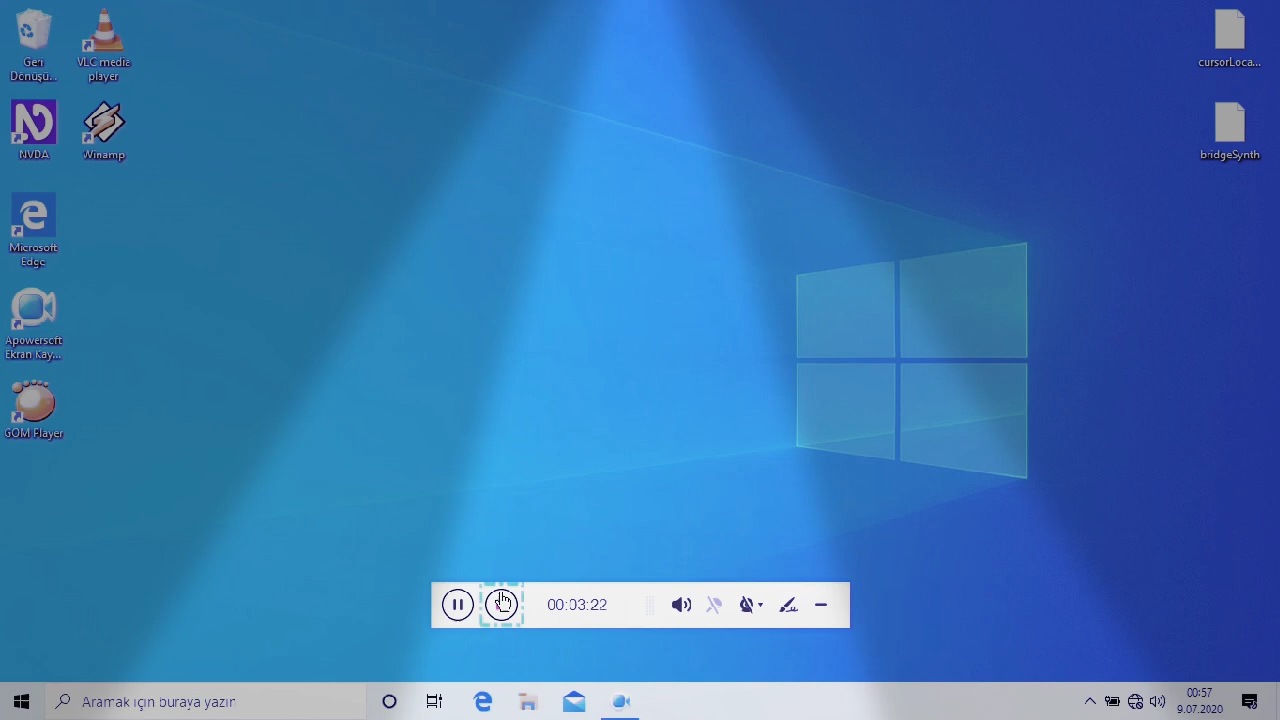 Geri
Dönüşü...
VLC media
player
NVDA
Winamp
Microsoft
Edge
Apowersoft
Ekran Kay...
GOM Player
cursorLoca...
bridgeSynth
00:03:22
Aramak için buraya yazın
00:57
9.07.2020